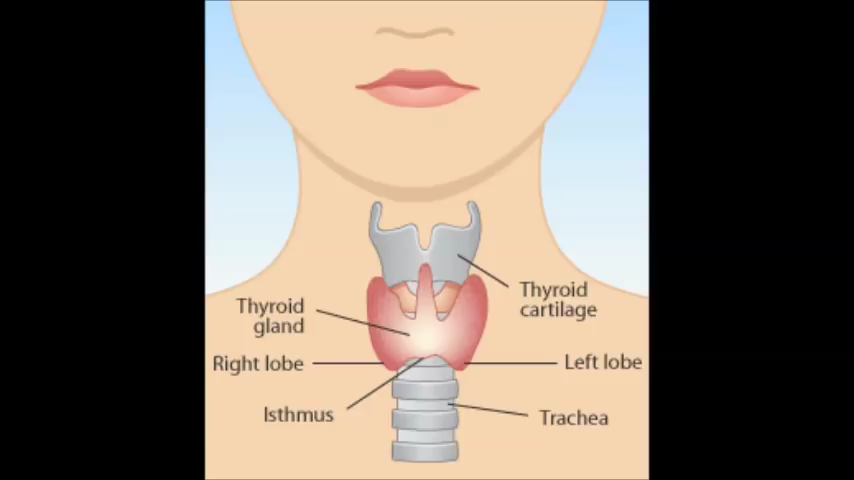 Thyroid
cartilage
Thyroid
gland
Right lobe
Left lobe
Isthmus
Trachea